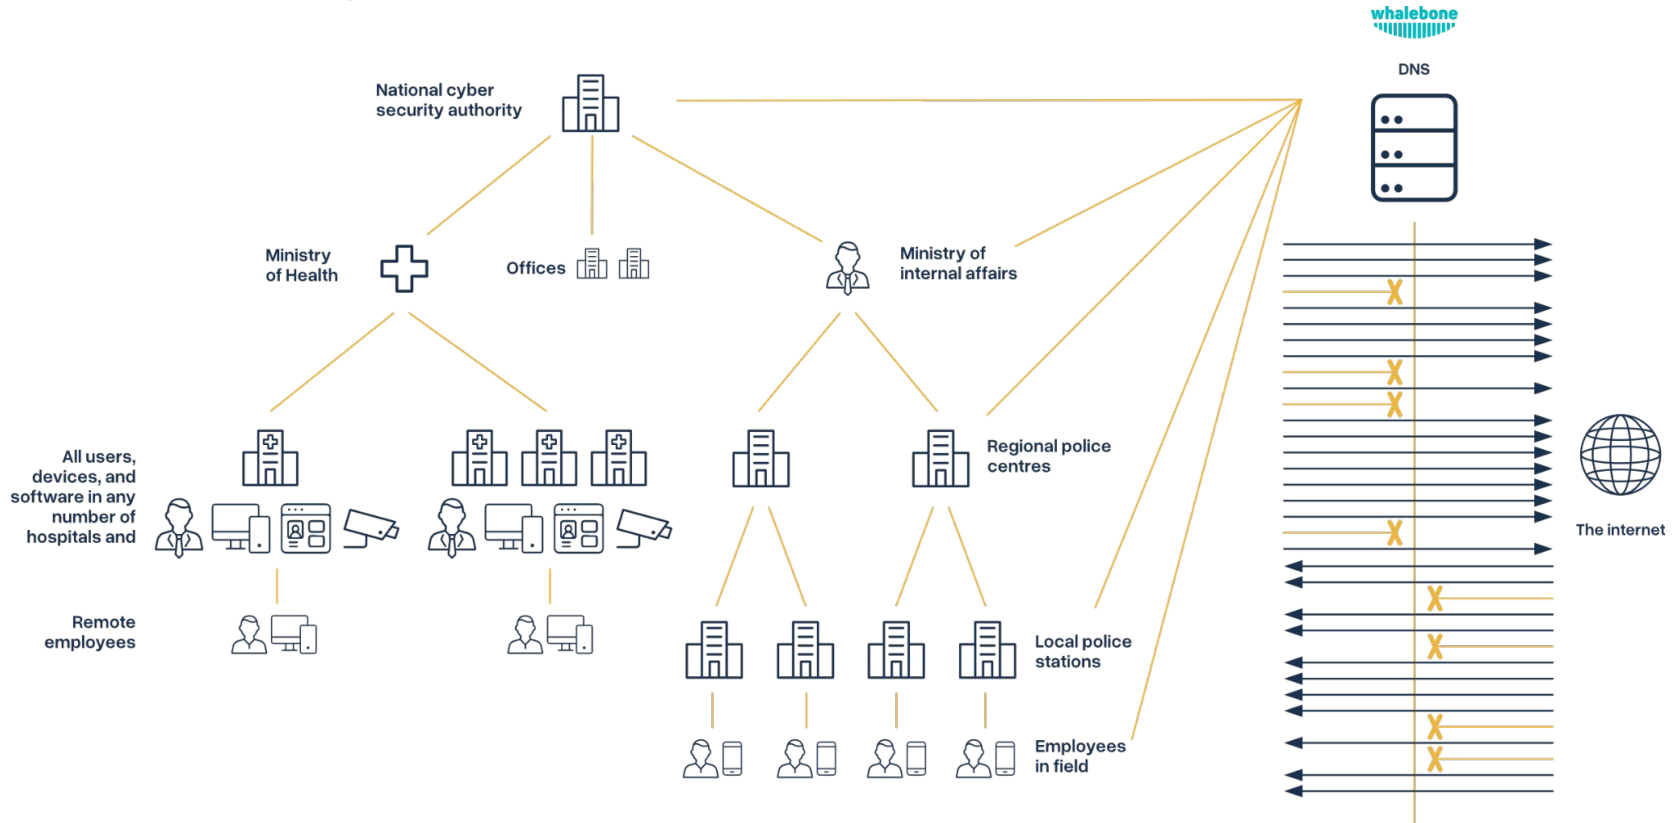 whalebone
DNS
National cyber
security authority
Ministry
of Health
Offices
Ministry of
internal affairs
All users,
devices, and
software in any
number of
hospitals and
Regional police
centres
The internet
Remote
employees
Local police
stations
Employees
in field